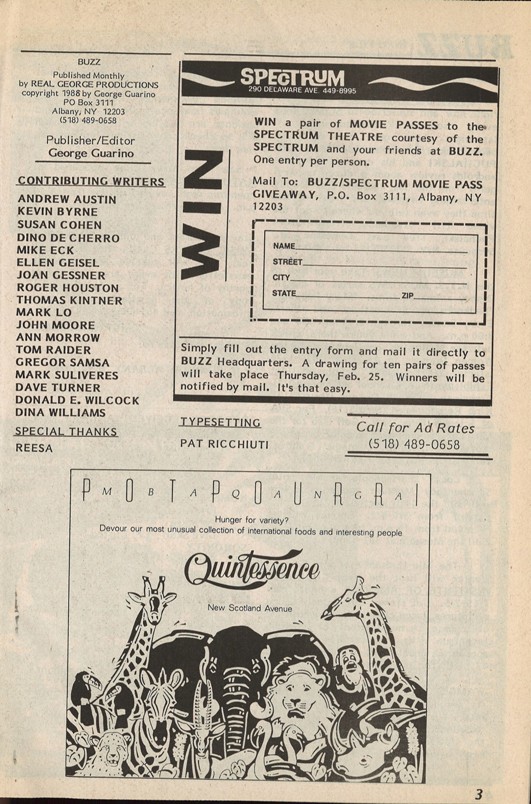 BUZZ
Published Monthly
by REAL GEORGE PRODUCTIONS
copyright 1988 by George Guarino
PO Box 3111
Albany, NY 12203
(518) 489-0658
Publisher/Editor
George Guarino
CONTRIBUTING WRITERS
ANDREW AUSTIN
KEVIN BYRNE
SUSAN COHEN
DINO DE CHERRO
MIKE ECK
ELLEN GEISEL
JOAN GESSNER
ROGER HOUSTON
THOMAS KINTNER
MARK LO
JOHN MOORE
ANN MORROW
TOM RAIDER
GREGOR SAMSA
MARK SULIVERES
DAVE TURNER
DONALD E. WILCOCK
DINA WILLIAMS
SPECIAL THANKS
REESA
SPECTRUM
290 DELAWARE AVE. 449-8995
WIN
WIN a pair of MOVIE PASSES to the
SPECTRUM THEATRE courtesy of the
SPECTRUM and your friends at BUZZ.
One entry per person.
Mail To: BUZZ/SPECTRUM MOVIE PASS
GIVEAWAY, P.O. Box 3111, Albany, NY
12203
NAME
STREET
CITY
STATE ZIP
Simply fill out the entry form and mail it directly to
BUZZ Headquarters. A drawing for ten pairs of passes
will take place Thursday, Feb. 25. Winners will be
notified by mail. It's that easy.
TYPESETTING
PAT RICCHIUTI
Call for Ad Rates
(518) 489-0658
P M O B T A P Q O A U N R G R A I
Hunger for variety?
Devour our most unusual collection of international foods and interesting people
Quintessence
New Scotland Avenue
3